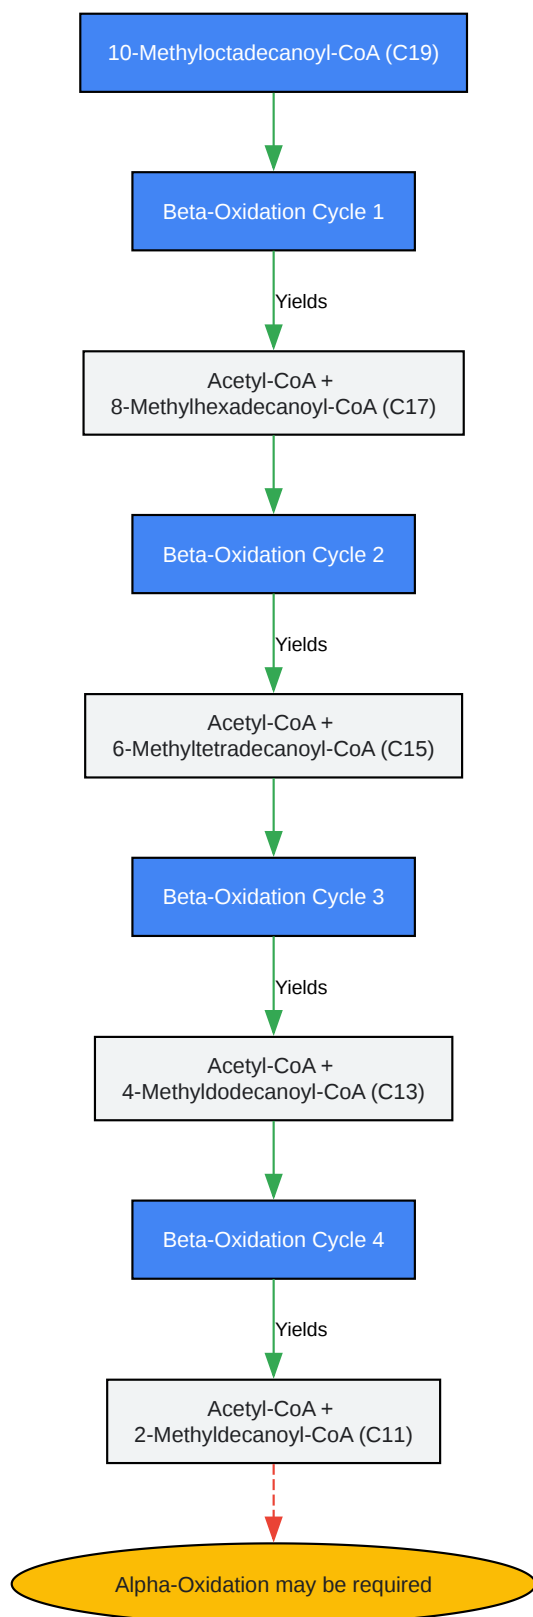 10-Methyloctadecanoyl-CoA (C19)
Beta-Oxidation Cycle 1
Yields
Acetyl-CoA +
8-Methylhexadecanoyl-CoA (C17)
Beta-Oxidation Cycle 2
Yields
Acetyl-CoA +
6-Methyltetradecanoyl-CoA (C15)
Beta-Oxidation Cycle 3
Yields
Acetyl-CoA +
4-Methyldodecanoyl-CoA (C13)
Beta-Oxidation Cycle 4
Yields
Acetyl-CoA +
2-Methyldecanoyl-CoA (C11)
Alpha-Oxidation may be required